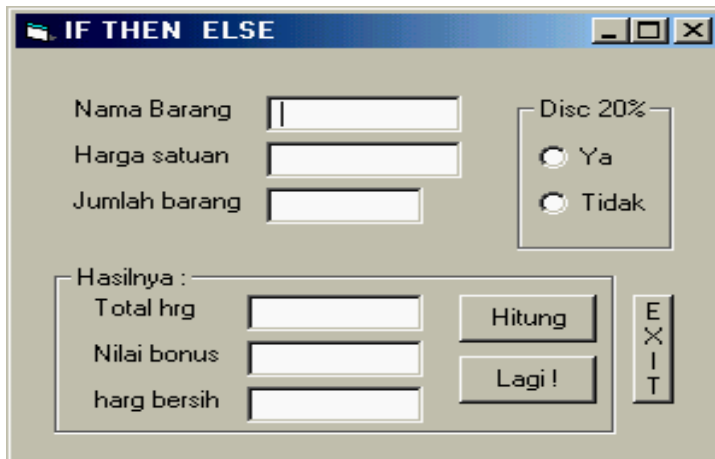 IF THEN ELSE
Nama Barang
Harga satuan
Jumlah barang
Disc 20%
Ya
Tidak
Hasilnya :
Total hrg
Nilai bonus
harg bersih
Hitung
Lagi !
EXIT